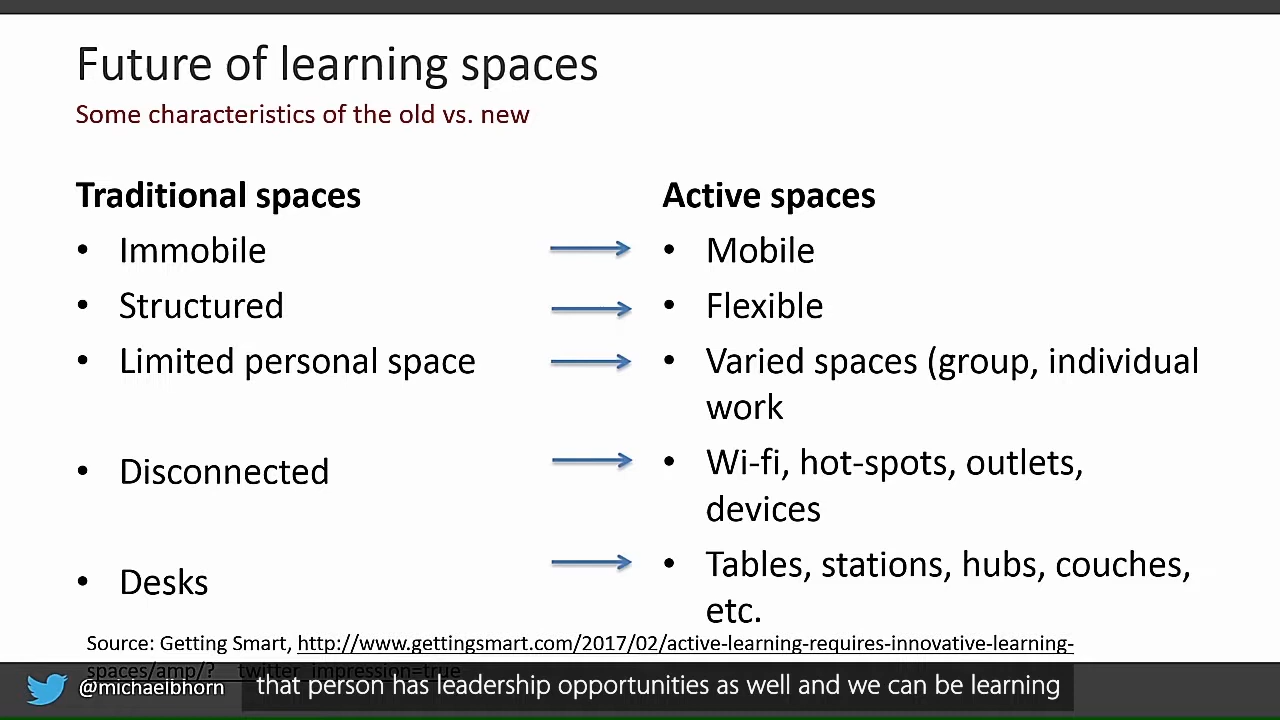 Future of learning spaces
Some characteristics of the old vs. new
Traditional spaces
• Immobile
• Structured
• Limited personal space
• Disconnected
• Desks
Active spaces
• Mobile
• Flexible
• Varied spaces (group, individual
work
• Wi-fi, hot-spots, outlets,
devices
• Tables, stations, hubs, couches,
etc.
Source: Getting Smart, http://www.gettingsmart.com/2017/02/active-learning-requires-innovative-learning-
spaces/amp/?__twitter_impression=true
@michaelbhorn
that person has leadership opportunities as well and we can be learning